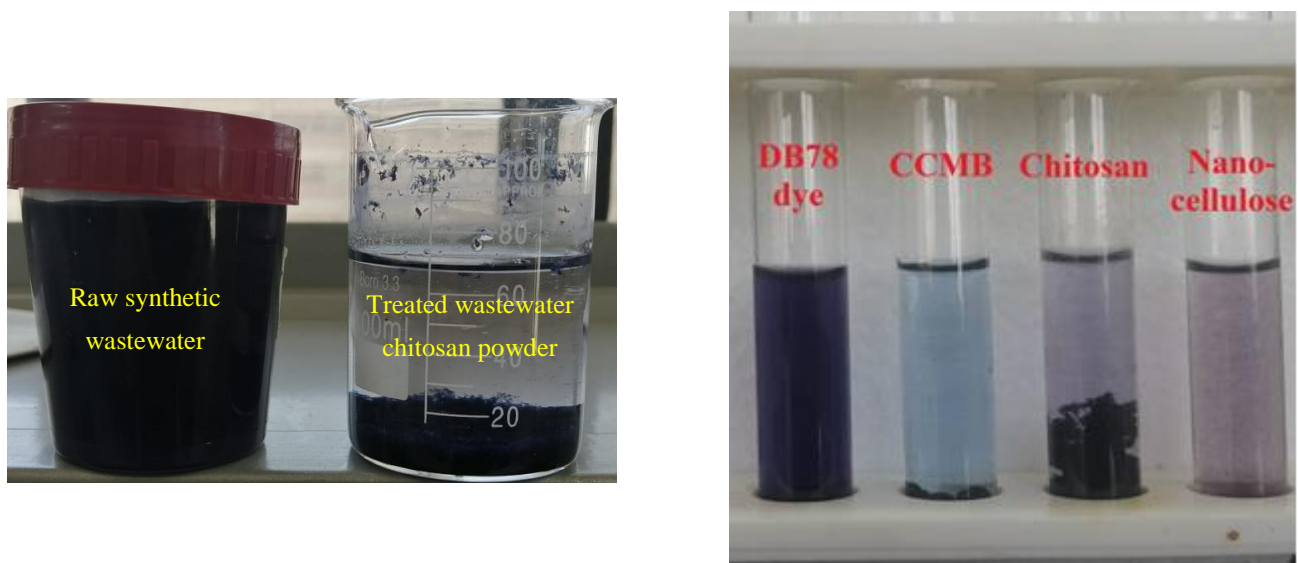 Raw synthetic
wastewater
100
80
Boro 3.3
60
Treated wastewater
100ml
chitosan powder
40
20
DB78
dye
CCMB
Chitosan
Nano-
cellulose